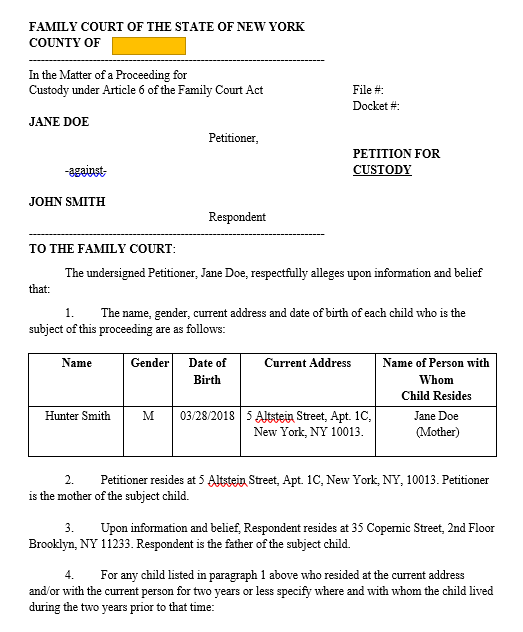 FAMILY COURT OF THE STATE OF NEW YORK
COUNTY OF
In the Matter of a Proceeding for
Custody under Article 6 of the Family Court Act
File #:
Docket #:
JANE DOE
Petitioner,
PETITION FOR
CUSTODY
-against-
JOHN SMITH
Respondent
TO THE FAMILY COURT:
The undersigned Petitioner, Jane Doe, respectfully alleges upon information and belief
that:
1. The name, gender, current address and date of birth of each child who is the
subject of this proceeding are as follows:
Name Gender Date of Birth Current Address Name of Person with Whom Child Resides
Hunter Smith M 03/28/2018 5 Altstein Street, Apt. 1C, New York, NY 10013. Jane Doe (Mother)
2. Petitioner resides at 5 Altstein Street, Apt. 1C, New York, NY, 10013. Petitioner
is the mother of the subject child.
3. Upon information and belief, Respondent resides at 35 Copernic Street, 2nd Floor
Brooklyn, NY 11233. Respondent is the father of the subject child.
4. For any child listed in paragraph 1 above who resided at the current address
and/or with the current person for two years or less specify where and with whom the child lived
during the two years prior to that time: